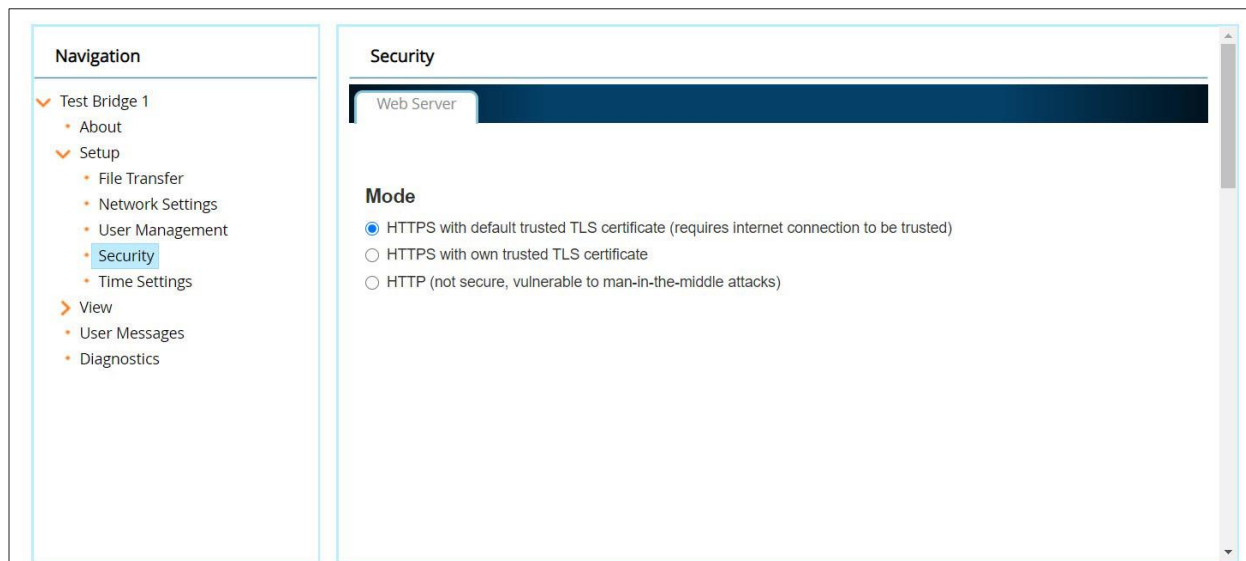 Navigation
Test Bridge 1
About
Setup
File Transfer
Network Settings
User Management
Security
Time Settings
View
User Messages
Diagnostics
Security
Web Server
Mode
HTTPS with default trusted TLS certificate (requires internet connection to be trusted)
HTTPS with own trusted TLS certificate
HTTP (not secure, vulnerable to man-in-the-middle attacks)